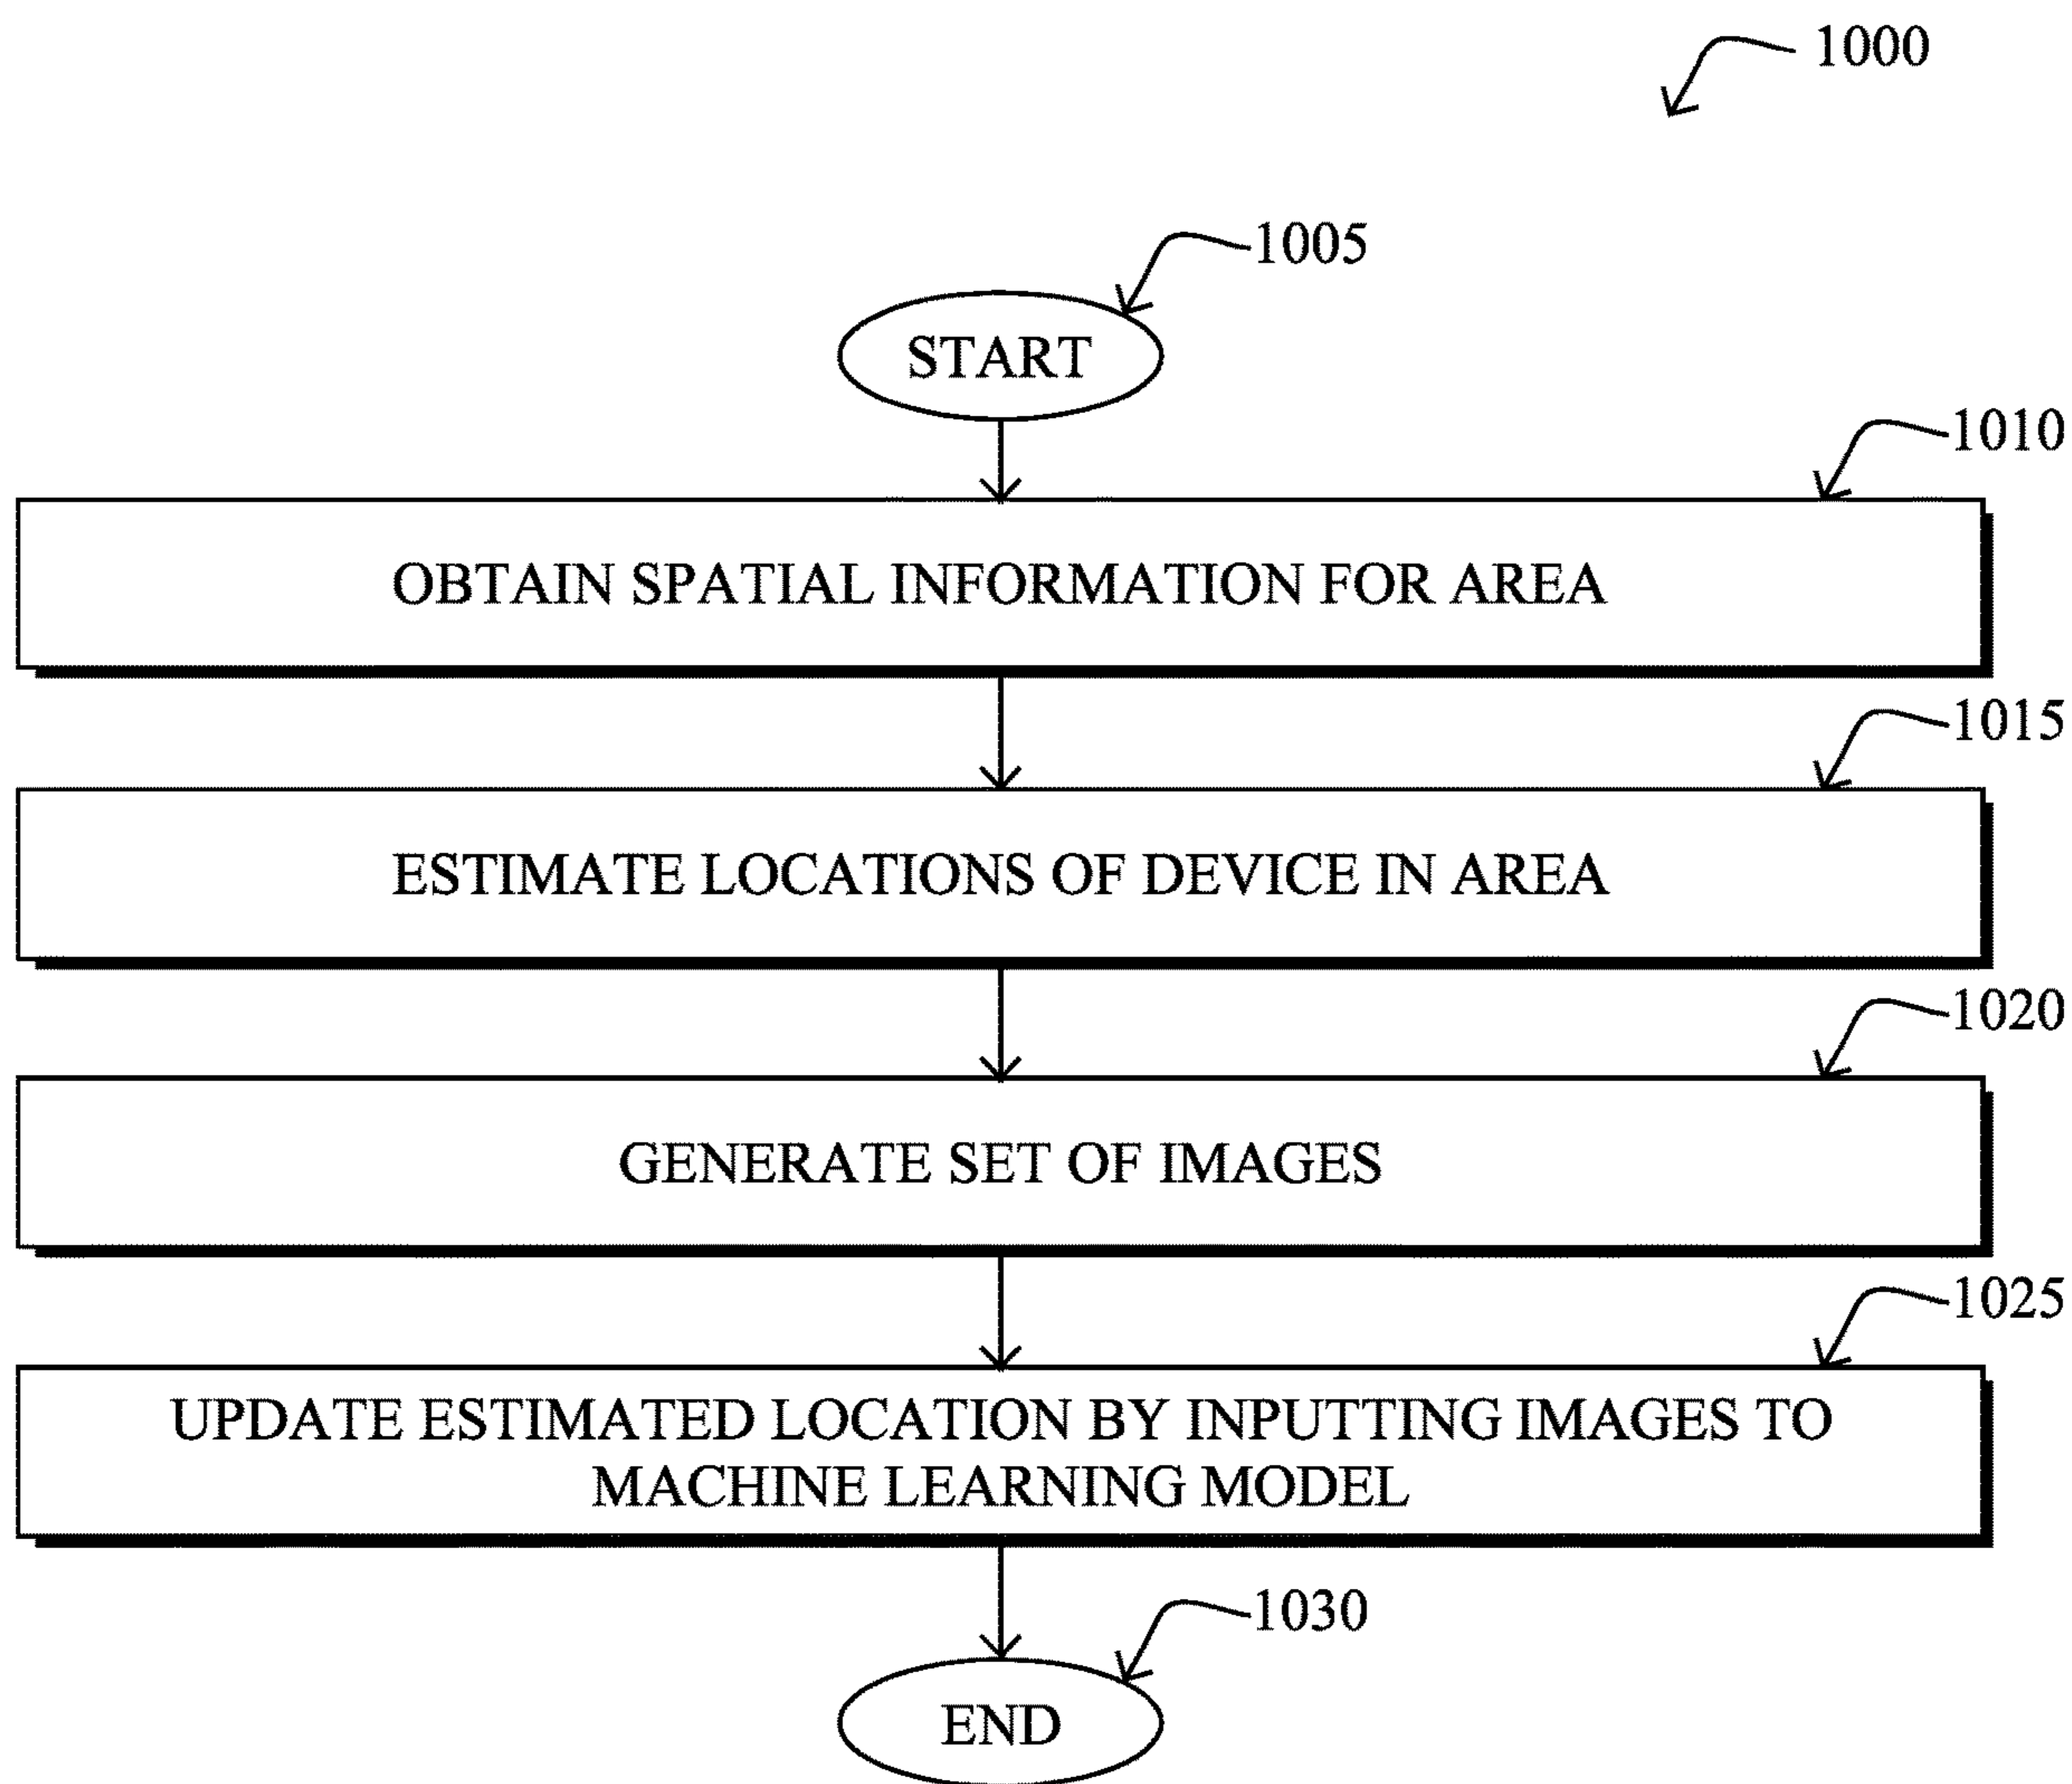 1000
1005
START
1010
OBTAIN SPATIAL INFORMATION FOR AREA
1015
ESTIMATE LOCATIONS OF DEVICE IN AREA
1020
GENERATE SET OF IMAGES
1025
UPDATE ESTIMATED LOCATION BY INPUTTING IMAGES TO
MACHINE LEARNING MODEL
1030
END